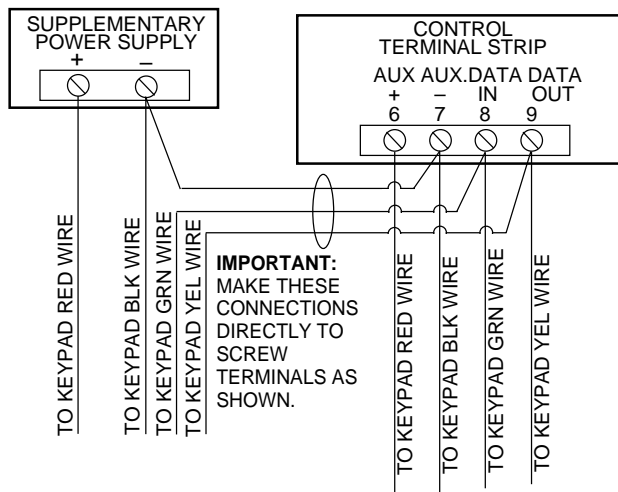 SUPPLEMENTARY
POWER SUPPLY
+ –
CONTROL
TERMINAL STRIP
AUX AUX. DATA DATA
+ – IN OUT
6 7 8 9
TO KEYPAD RED WIRE
TO KEYPAD BLK WIRE
TO KEYPAD GRN WIRE
TO KEYPAD YEL WIRE
IMPORTANT:
MAKE THESE
CONNECTIONS
DIRECTLY TO
SCREW
TERMINALS AS
SHOWN.
TO KEYPAD RED WIRE
TO KEYPAD BLK WIRE
TO KEYPAD GRN WIRE
TO KEYPAD YEL WIRE